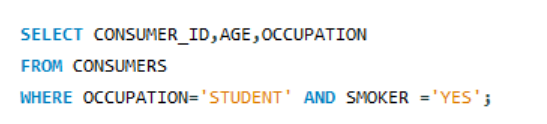 SELECT CONSUMER_ID,AGE,OCCUPATION
FROM CONSUMERS
WHERE OCCUPATION='STUDENT' AND SMOKER ='YES';